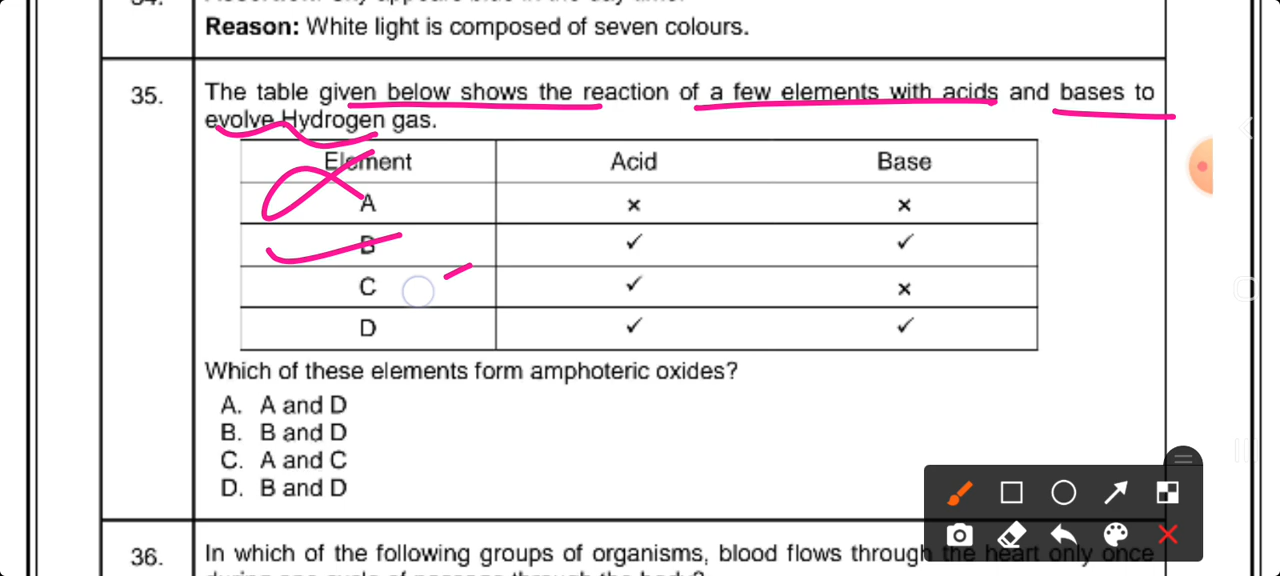 Reason: White light is composed of seven colours.
35.
The table given below shows the reaction of a few elements with acids and bases to
evolve Hydrogen gas.
Element Acid Base
A × ×
B ✓ ✓
C ✓ ×
D ✓ ✓
Which of these elements form amphoteric oxides?
A. A and D
B. B and D
C. A and C
D. B and D
36. In which of the following groups of organisms, blood flows through the heart only once